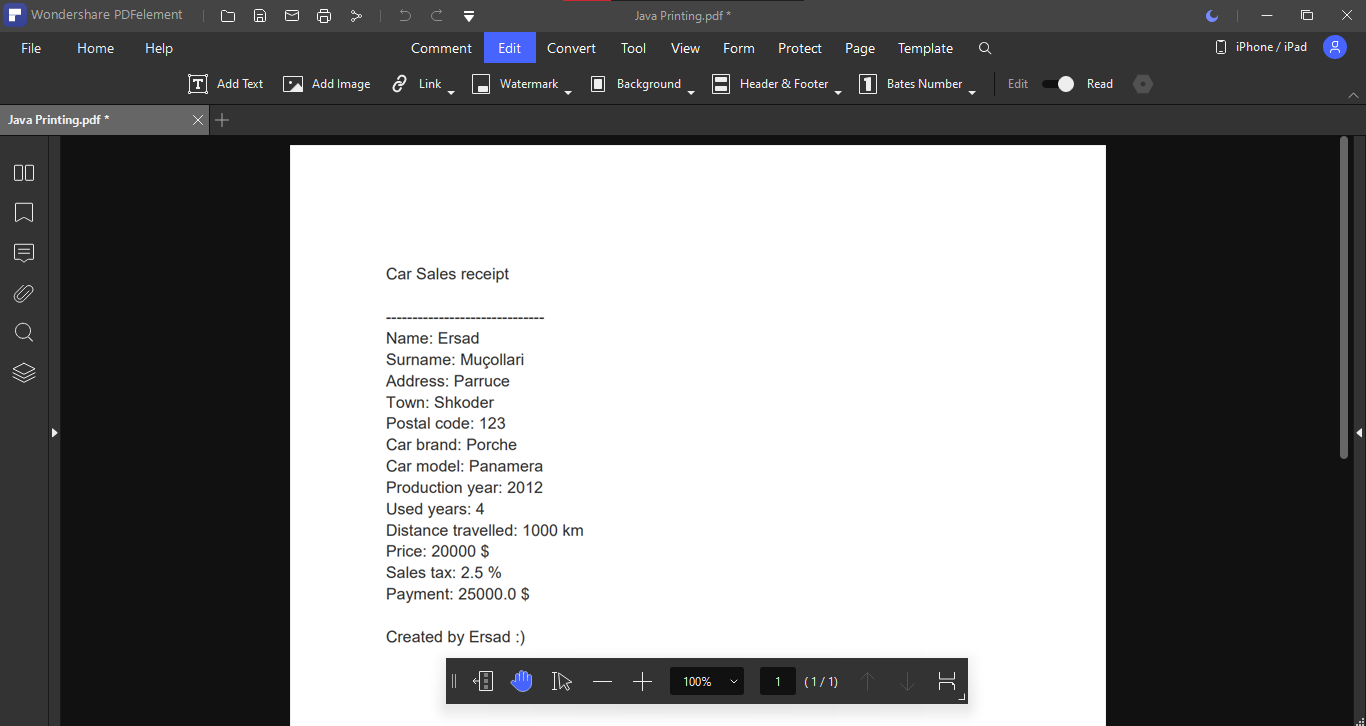 Wondershare PDFelement
Java Printing.pdf *
File Home Help Comment Edit Convert Tool View Form Protect Page Template iPhone / iPad
Add Text Add Image Link Watermark Background Header & Footer Bates Number Edit Read
Java Printing.pdf *
Car Sales receipt
------------------------------
Name: Ersad
Surname: Muçollari
Address: Parruce
Town: Shkoder
Postal code: 123
Car brand: Porche
Car model: Panamera
Production year: 2012
Used years: 4
Distance travelled: 1000 km
Price: 20000 $
Sales tax: 2.5 %
Payment: 25000.0 $
Created by Ersad :)
100% 1 (1/1)